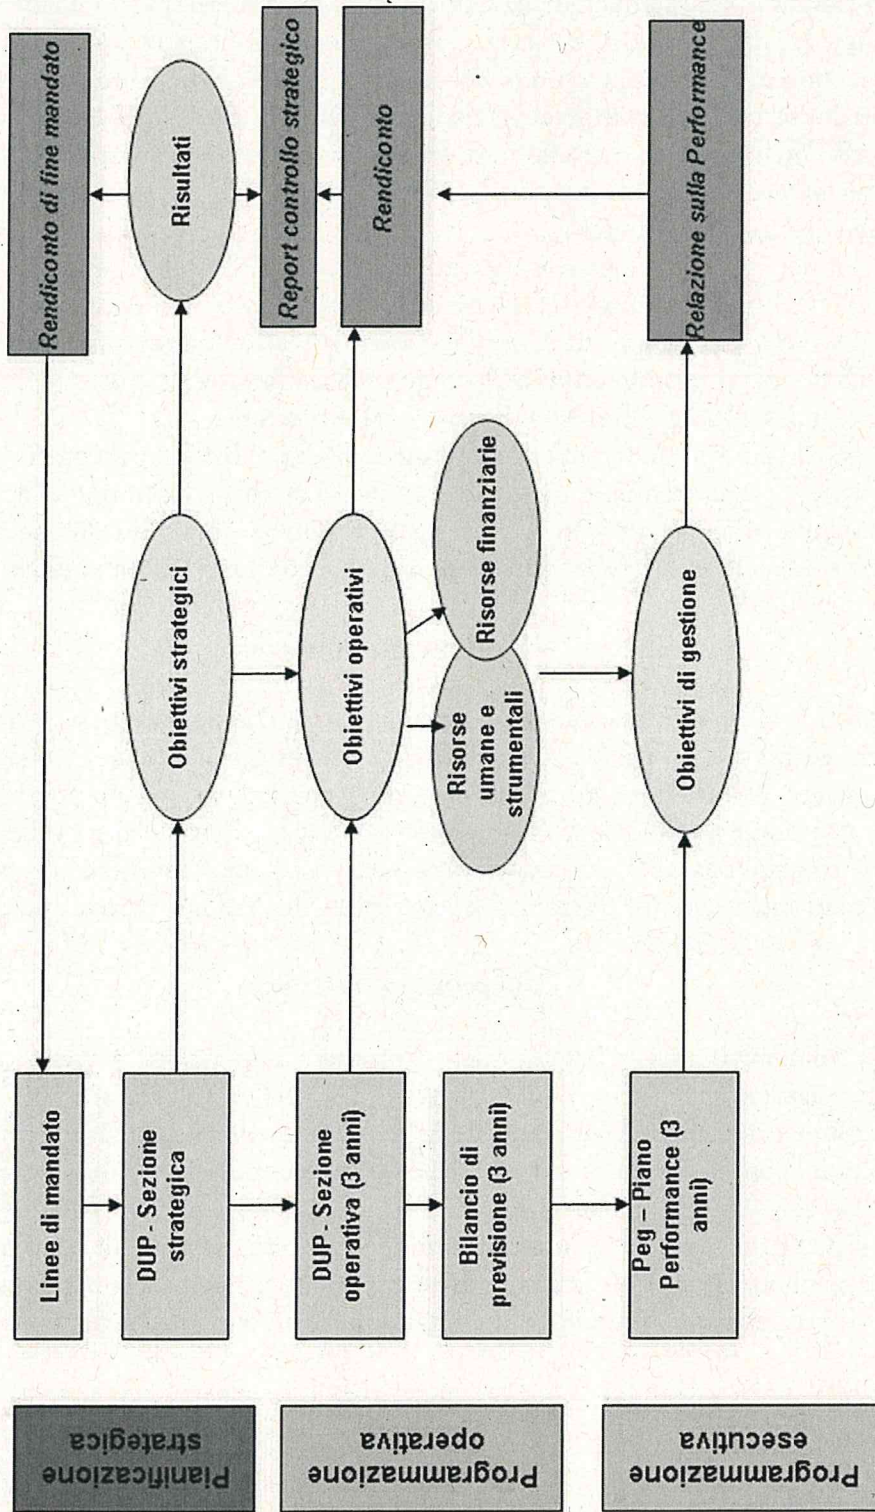 Pianificazione
strategica
Programmazione
operativa
Programmazione
esecutiva
Linee di mandato
DUP - Sezione
strategica
DUP - Sezione
operativa (3 anni)
Bilancio di
previsione (3 anni)
Peg – Piano
Performance (3
anni)
Obiettivi strategici
Obiettivi operativi
Risorse
umane e
strumentali
Risorse finanziarie
Obiettivi di gestione
Rendiconto di fine mandato
Risultati
Report controllo strategico
Rendiconto
Relazione sulla Performance